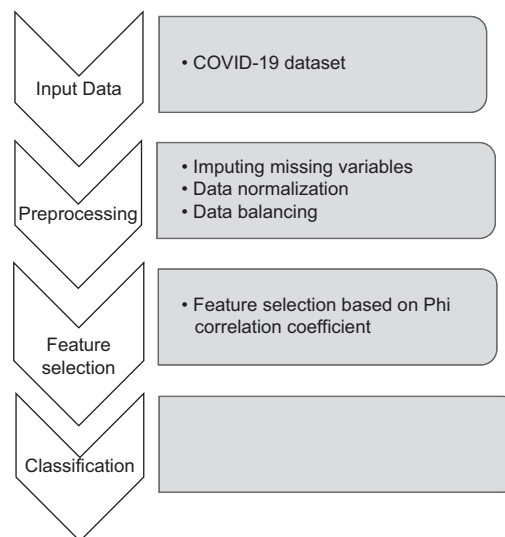 Input Data
• COVID-19 dataset
Preprocessing
• Imputing missing variables
• Data normalization
• Data balancing
Feature
selection
• Feature selection based on Phi
correlation coefficient
Classification